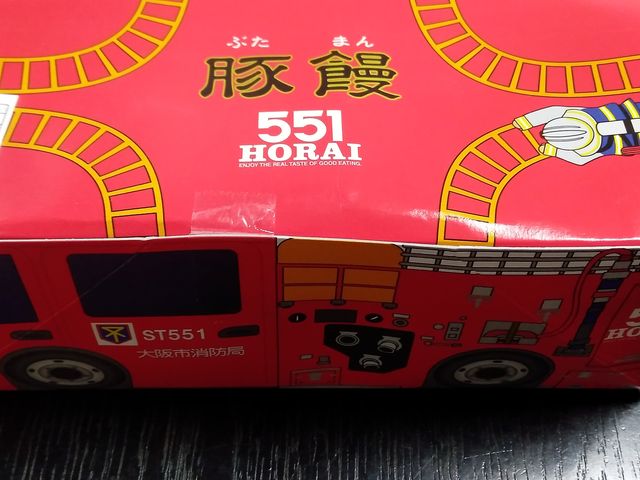 ぶた まん
豚饅
551
HORAI
ENJOY THE REAL TASTE OF GOOD EATING.
ST551
大阪市消防局
HO